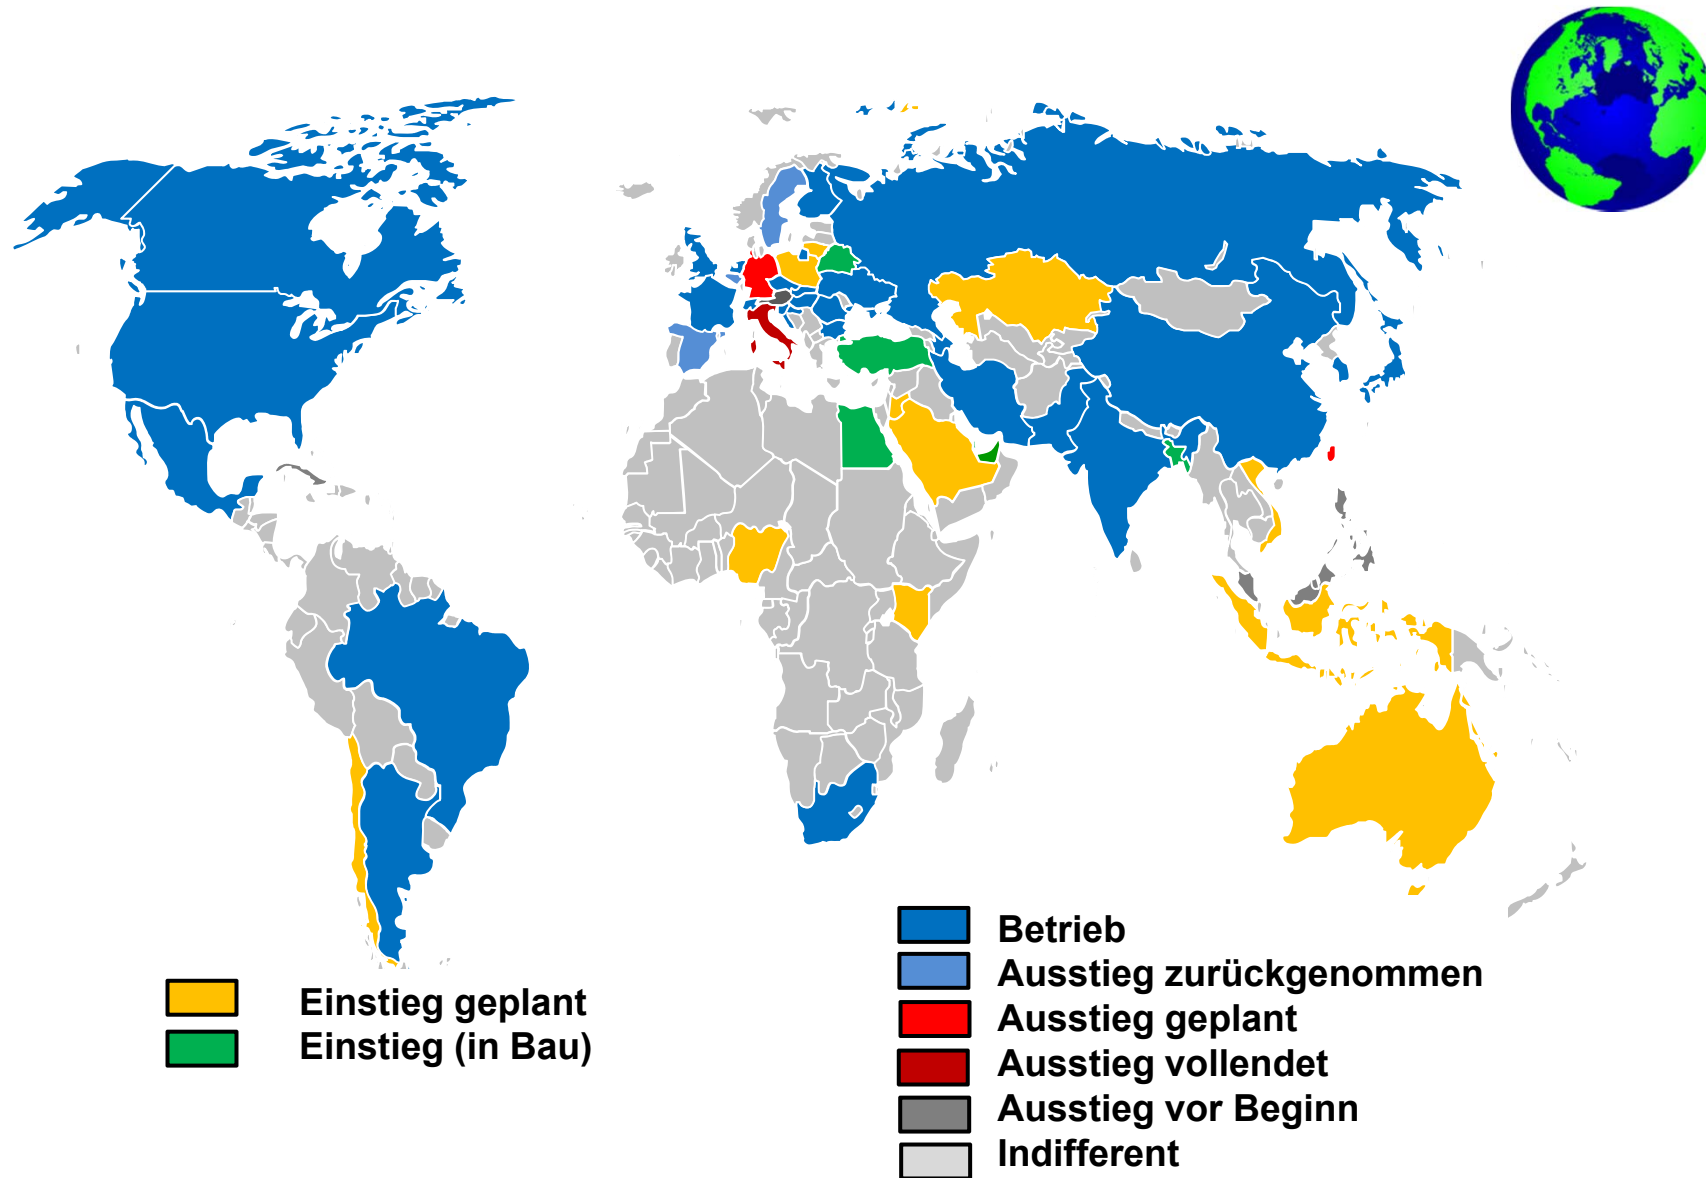 Einstieg geplant
Einstieg (in Bau)
Betrieb
Ausstieg zurückgenommen
Ausstieg geplant
Ausstieg vollendet
Ausstieg vor Beginn
Indifferent